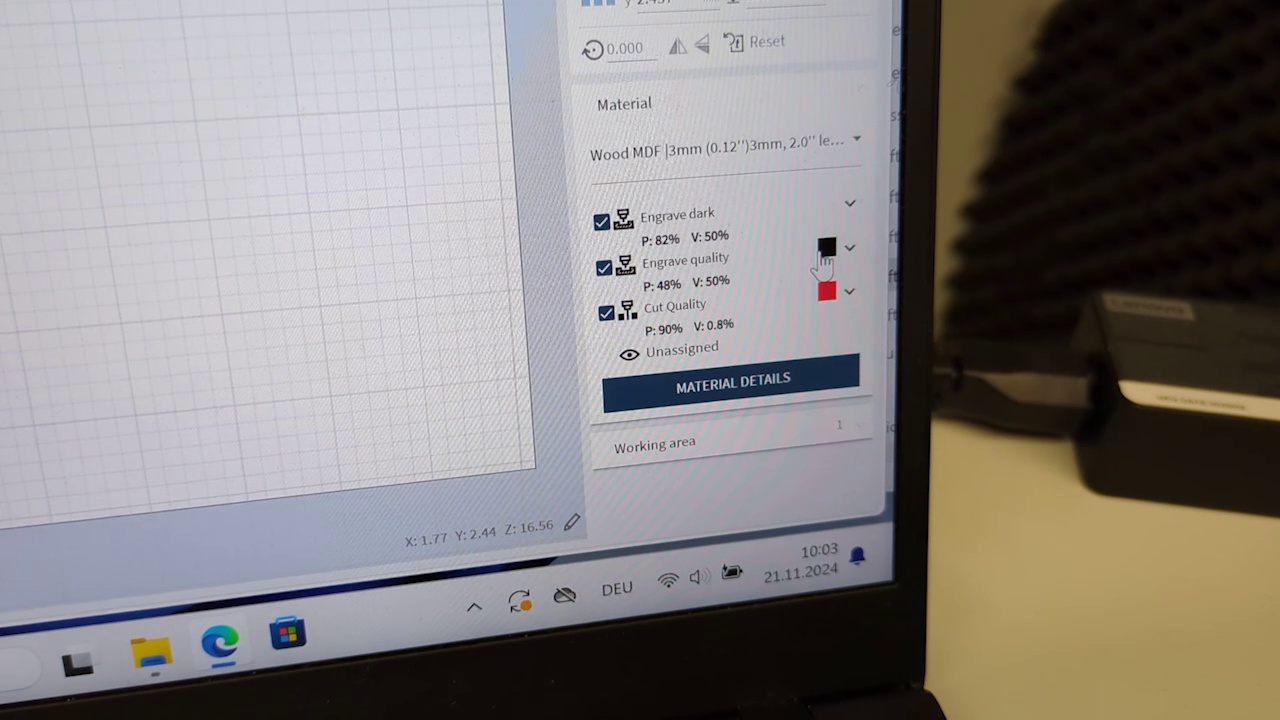 0.000 Reset
Material
Wood MDF |3mm (0.12'')3mm, 2.0'' le...
Engrave dark
P: 82% V: 50%
Engrave quality
P: 48% V: 50%
Cut Quality
P: 90% V: 0.8%
Unassigned
MATERIAL DETAILS
Working area 1
X: 1.77 Y: 2.44 Z: 16.56
DEU
10:03
21.11.2024
Lenovo